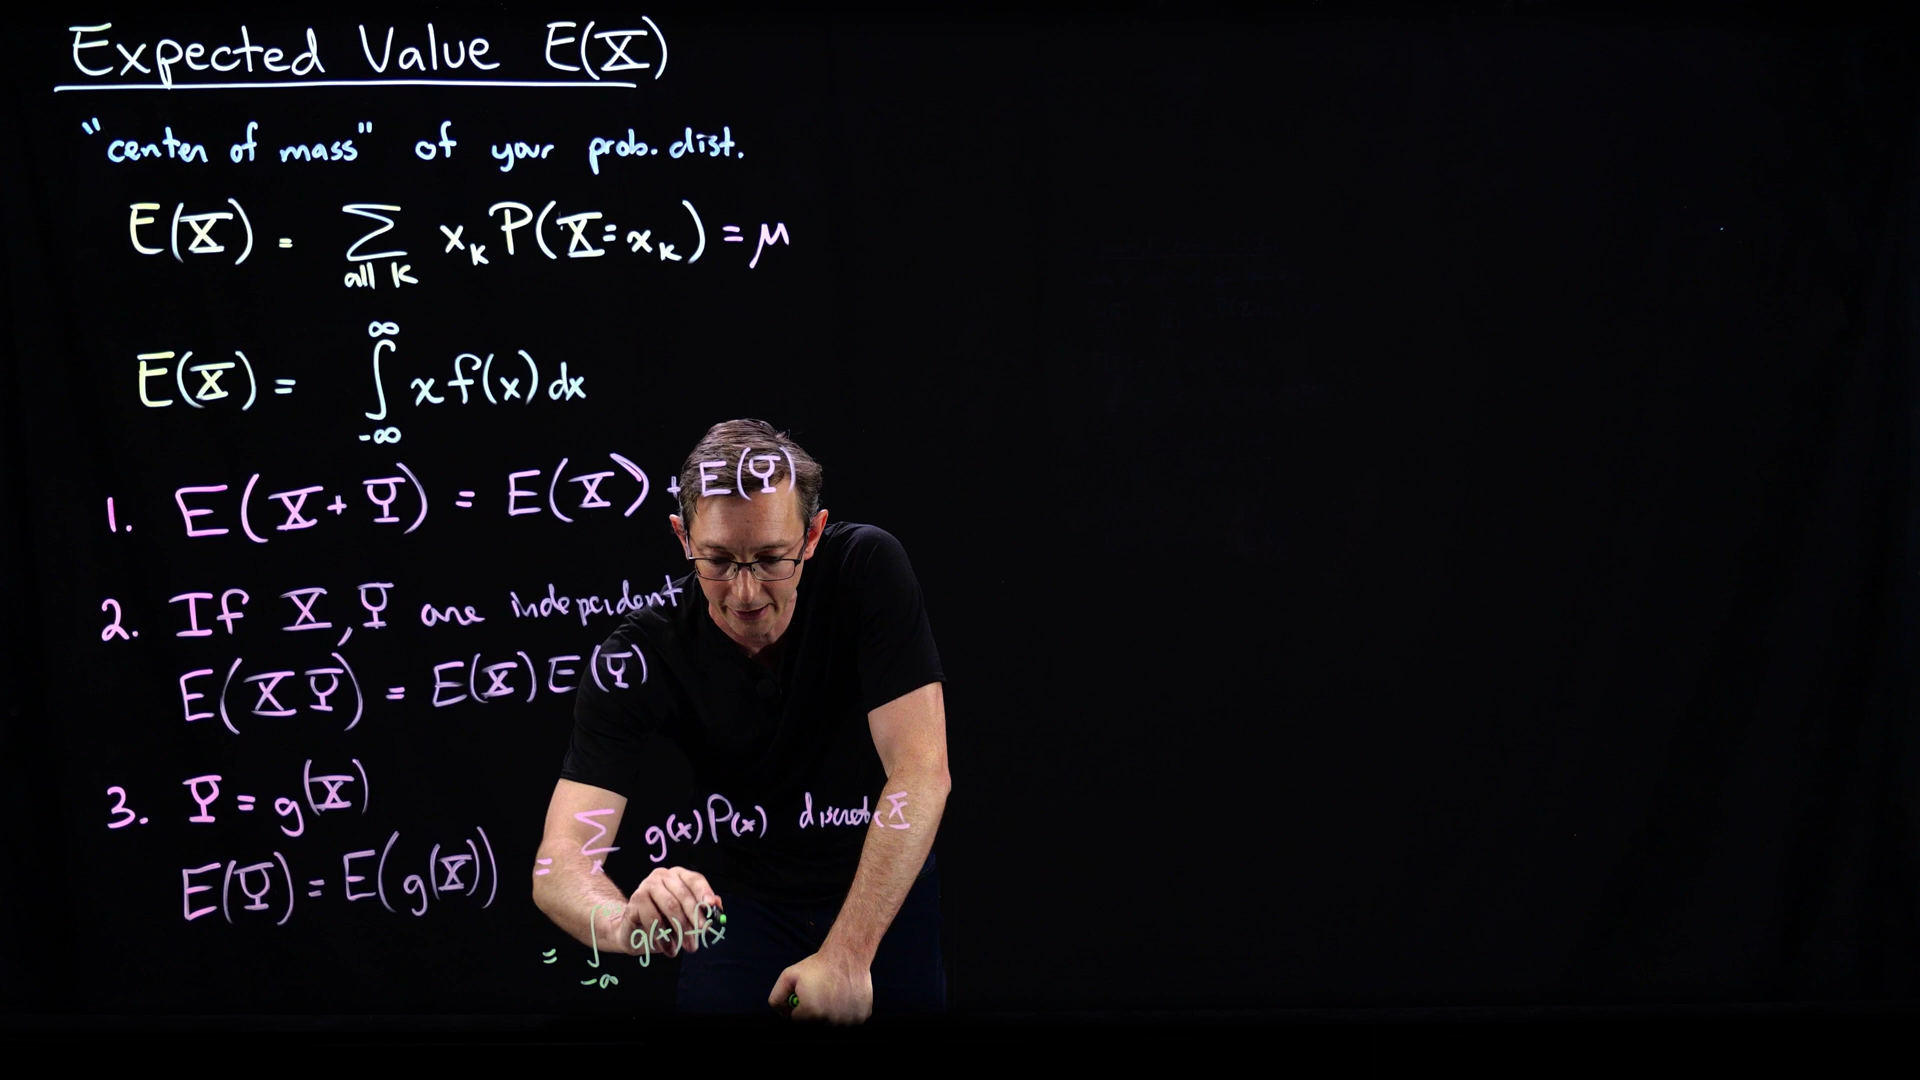 Expected Value E(X)
"center of mass" of your prob. dist.
E(X) = ∑ all k x_k P(X = x_k) = μ
E(X) = ∫_{-∞}^{∞} x f(x) dx
1. E(X + Y) = E(X) + E(Y)
2. If X, Y are independent
E(XY) = E(X) E(Y)
3. Y = g(X)
E(Y) = E(g(X)) = ∑_x g(x) P(x) discrete X
= ∫_{-∞}^{∞} g(x) f(x